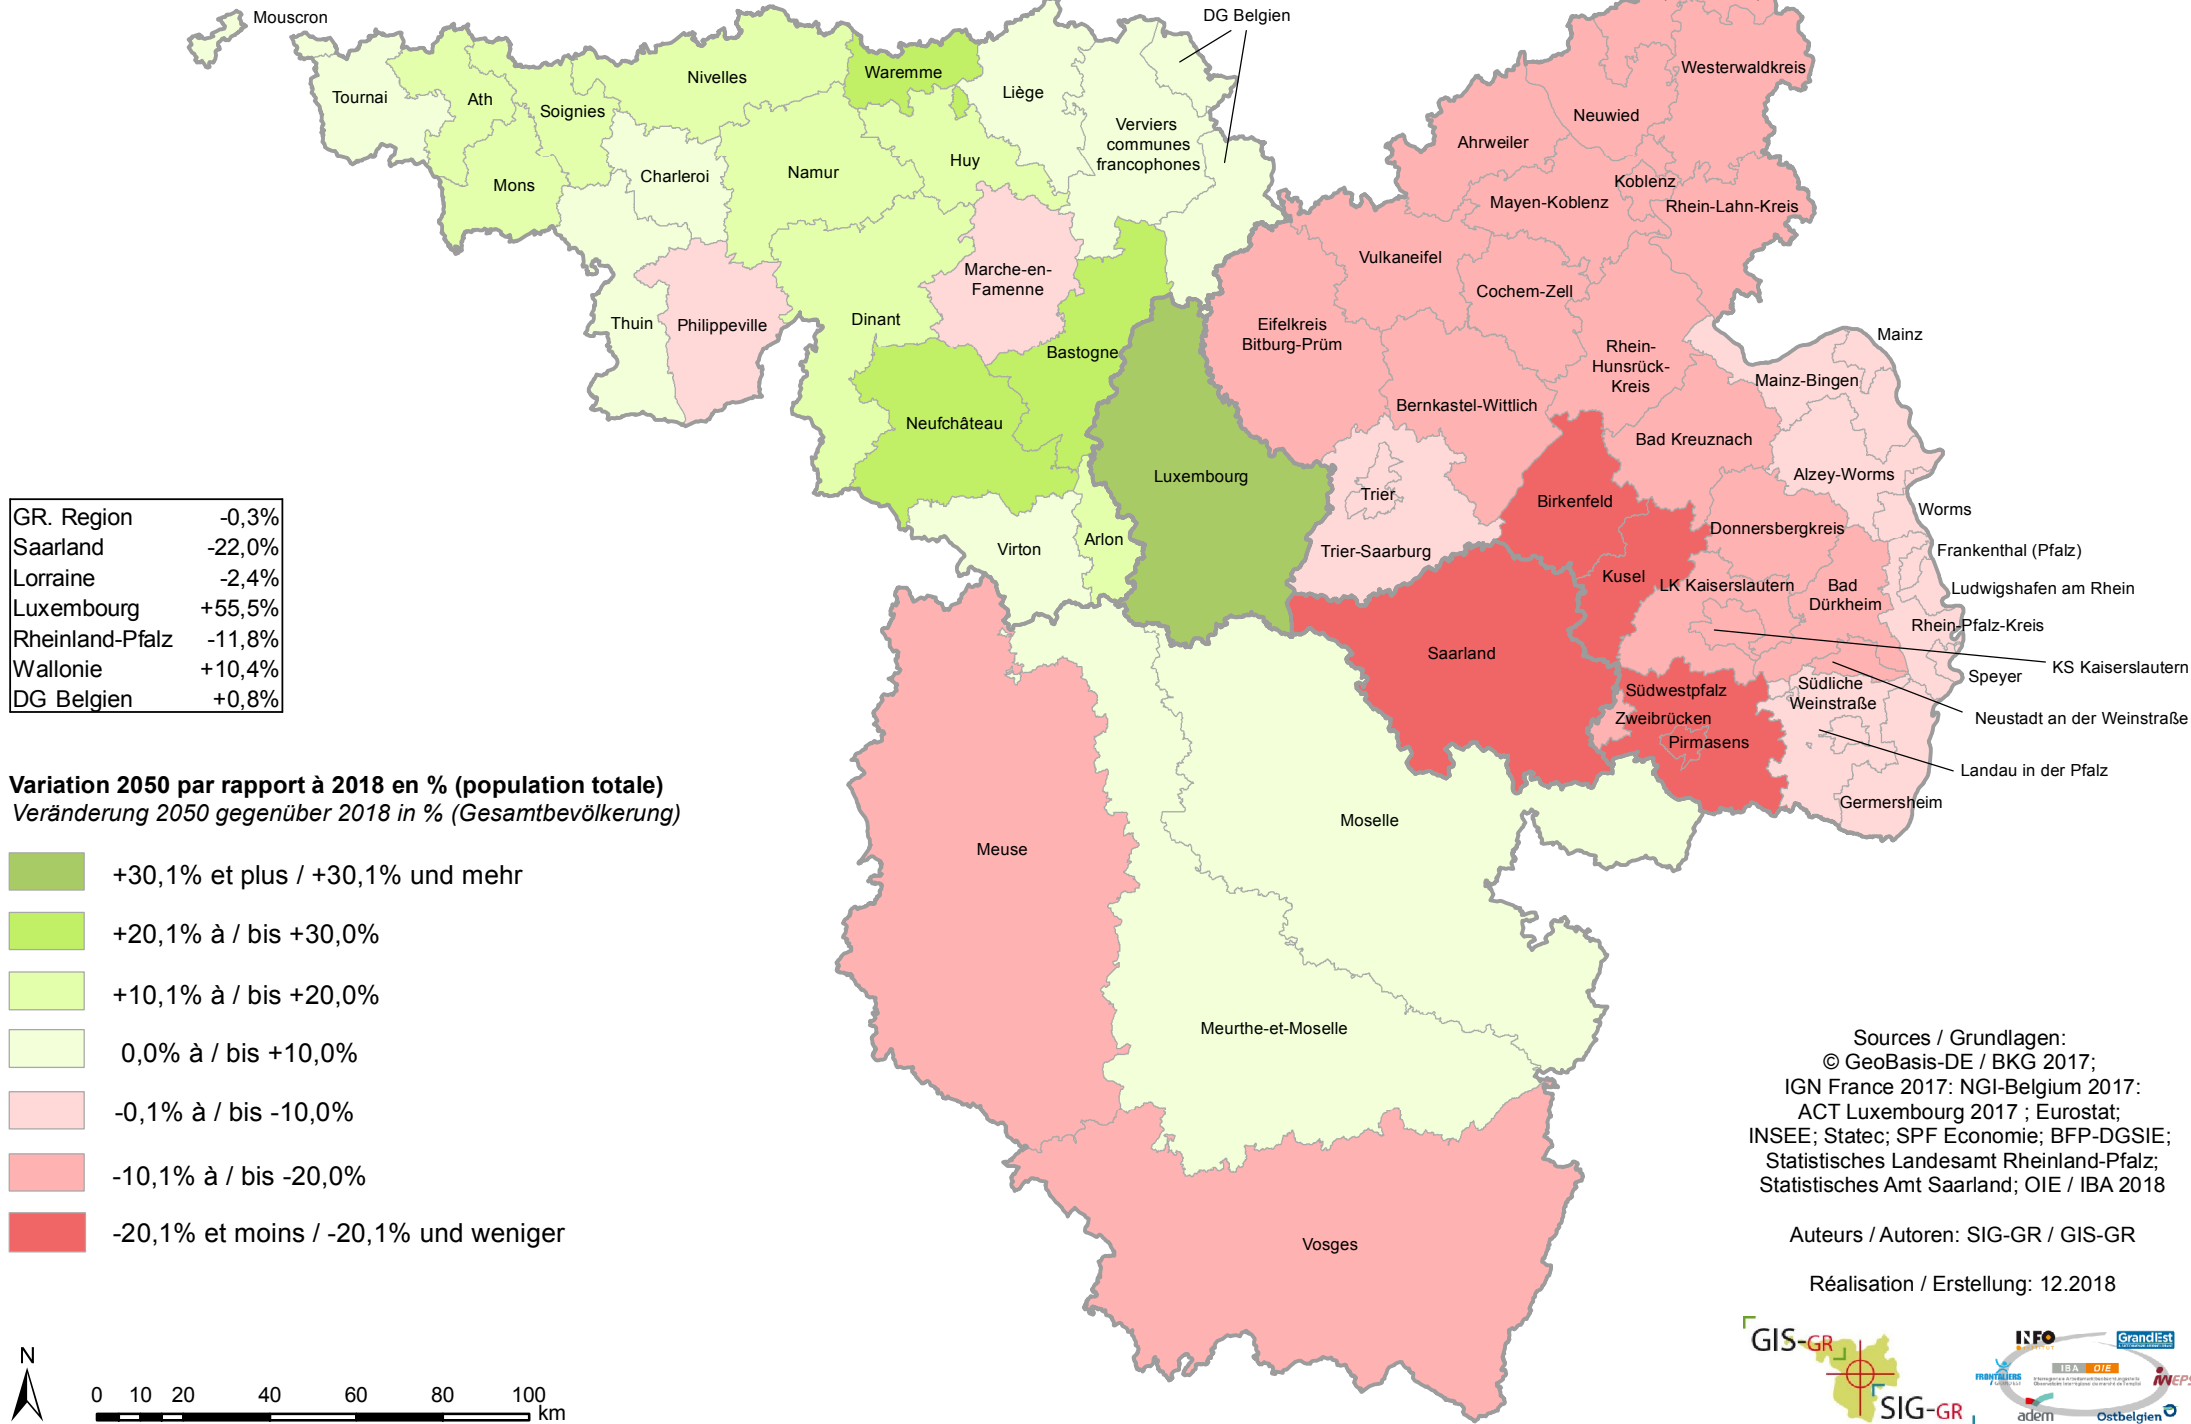 Mouscron
DG Belgien
Tournai
Ath
Soignies
Nivelles
Waremme
Liège
Verviers
communes
francophones
Mons
Charleroi
Namur
Huy
Thuin
Philippeville
Dinant
Marche-en-
Famenne
Bastogne
Neufchâteau
Virton
Arlon
Luxembourg
Westerwaldkreis
Neuwied
Ahrweiler
Koblenz
Mayen-Koblenz
Rhein-Lahn-Kreis
Vulkaneifel
Cochem-Zell
Eifelkreis
Bitburg-Prüm
Rhein-
Hunsrück-
Kreis
Mainz
Mainz-Bingen
Bernkastel-Wittlich
Bad Kreuznach
Alzey-Worms
Trier
Birkenfeld
Worms
Donnersbergkreis
Trier-Saarburg
Frankenthal (Pfalz)
Kusel
LK Kaiserslautern
Bad
Dürkheim
Ludwigshafen am Rhein
Rhein-Pfalz-Kreis
Saarland
KS Kaiserslautern
Speyer
Südwestpfalz
Südliche
Weinstraße
Zweibrücken
Neustadt an der Weinstraße
Pirmasens
Landau in der Pfalz
Germersheim
Moselle
Meuse
Meurthe-et-Moselle
Vosges
GR. Region -0,3%
Saarland -22,0%
Lorraine -2,4%
Luxembourg +55,5%
Rheinland-Pfalz -11,8%
Wallonie +10,4%
DG Belgien +0,8%
Variation 2050 par rapport à 2018 en % (population totale)
Veränderung 2050 gegenüber 2018 in % (Gesamtbevölkerung)
+30,1% et plus / +30,1% und mehr
+20,1% à / bis +30,0%
+10,1% à / bis +20,0%
0,0% à / bis +10,0%
-0,1% à / bis -10,0%
-10,1% à / bis -20,0%
-20,1% et moins / -20,1% und weniger
N
0 10 20 40 60 80 100
km
Sources / Grundlagen:
© GeoBasis-DE / BKG 2017;
IGN France 2017: NGI-Belgium 2017:
ACT Luxembourg 2017 ; Eurostat;
INSEE; Statec; SPF Economie; BFP-DGSIE;
Statistisches Landesamt Rheinland-Pfalz;
Statistisches Amt Saarland; OIE / IBA 2018
Auteurs / Autoren: SIG-GR / GIS-GR
Réalisation / Erstellung: 12.2018
GIS-GR
SIG-GR
INFO
INSTITUT
GrandEst
FRONTALIERS
IBA OIE
adem
Ostbelgien